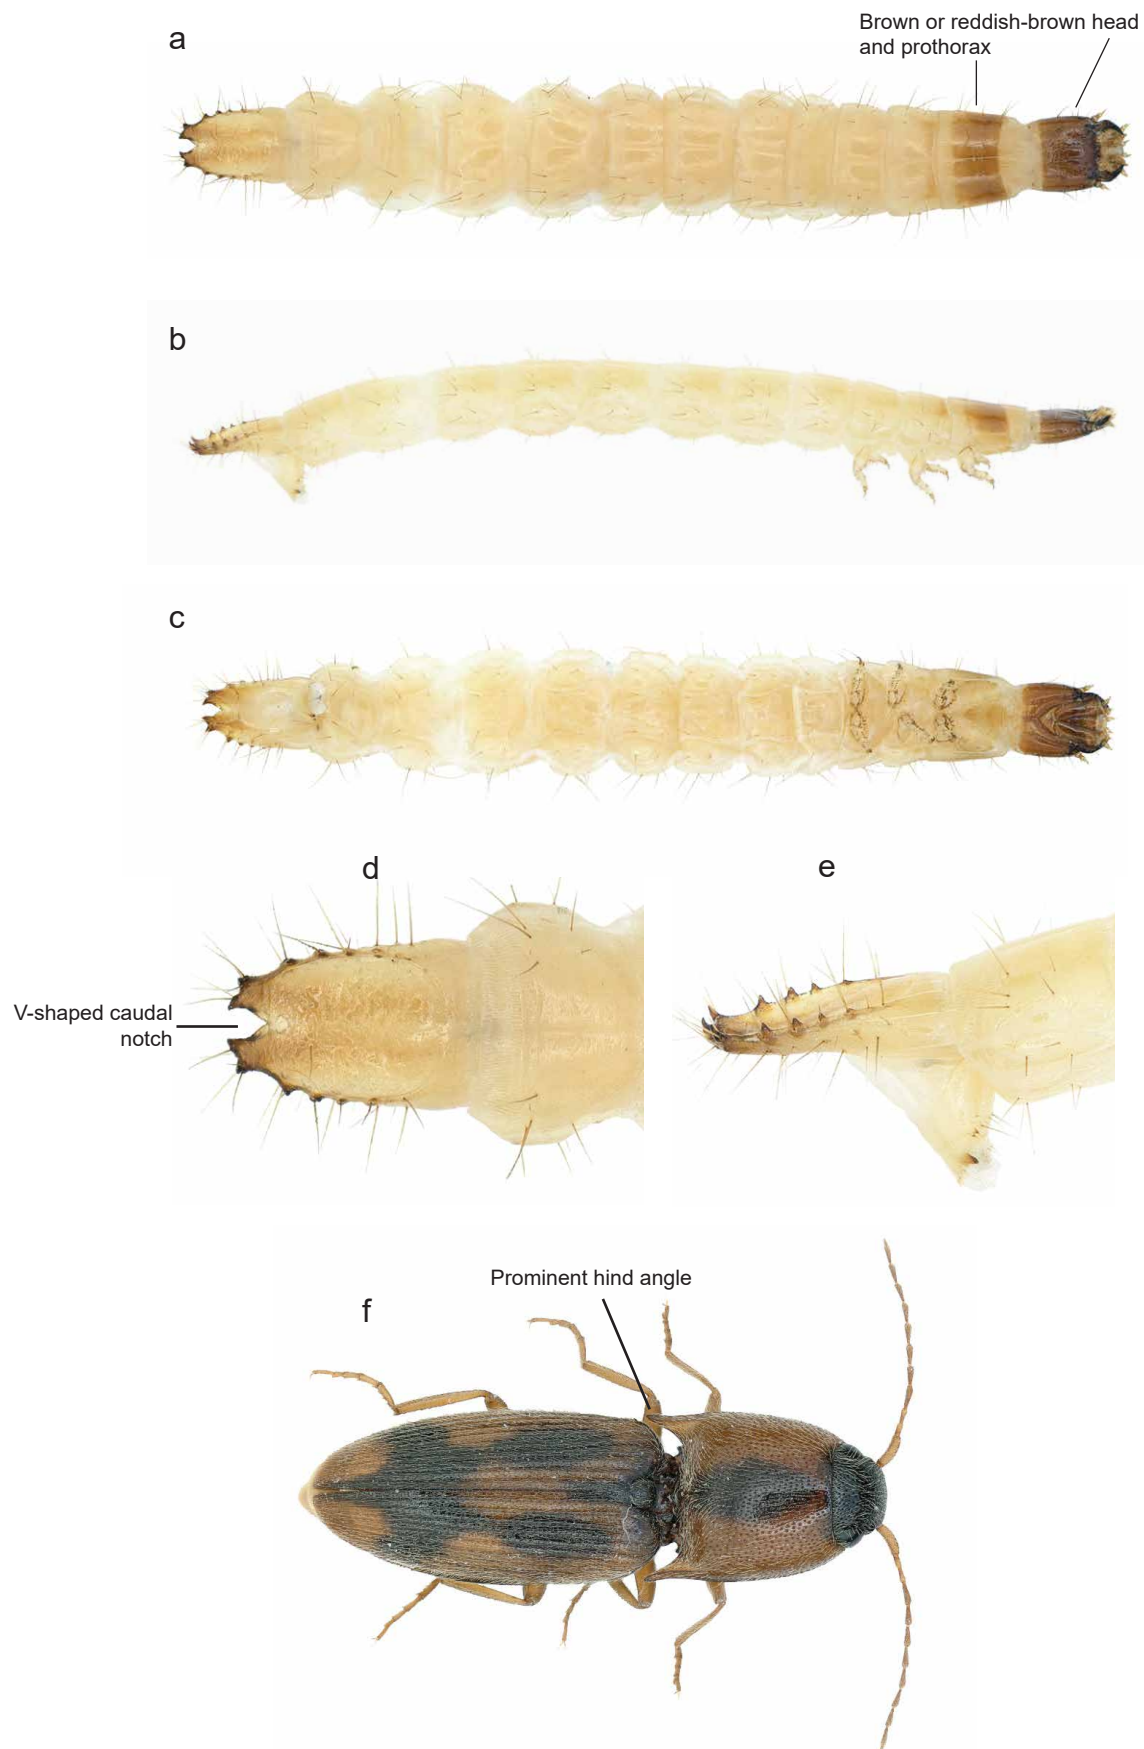 a
Brown or reddish-brown head
and prothorax
b
c
d
e
V-shaped caudal
notch
Prominent hind angle
f